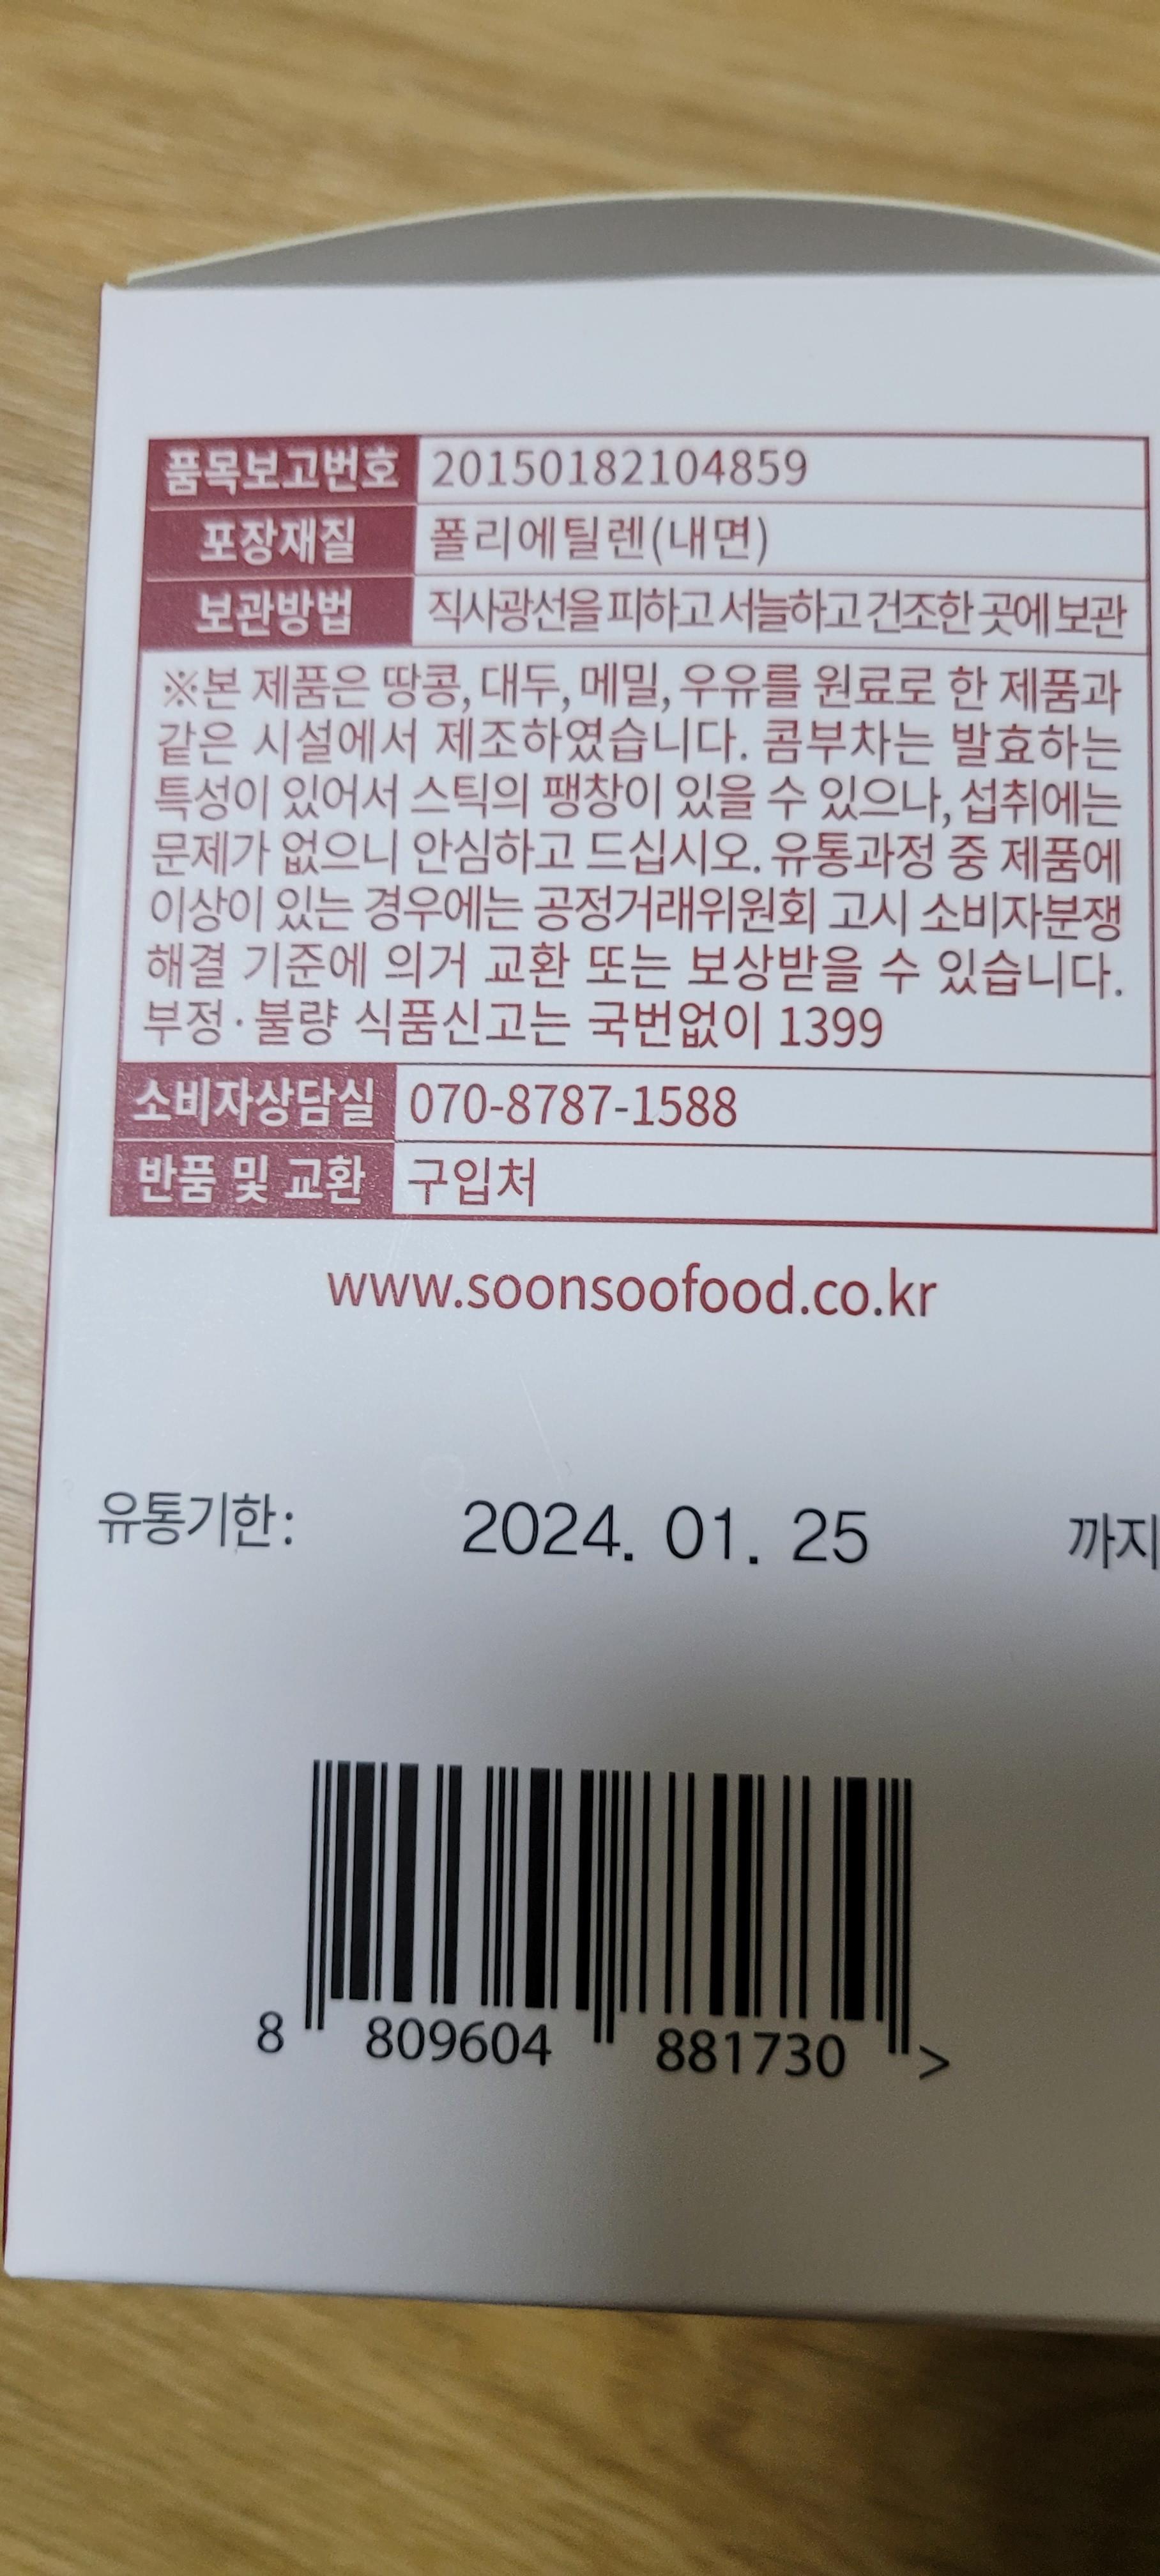 품목보고번호 20150182104859
포장재질 폴리에틸렌(내면)
보관방법 직사광선을 피하고 서늘하고 건조한 곳에 보관
※본 제품은 땅콩, 대두, 메밀, 우유를 원료로 한 제품과
같은 시설에서 제조하였습니다. 콤부차는 발효하는
특성이 있어서 스틱의 팽창이 있을 수 있으나, 섭취에는
문제가 없으니 안심하고 드십시오. 유통과정 중 제품에
이상이 있는 경우에는 공정거래위원회 고시 소비자분쟁
해결 기준에 의거 교환 또는 보상받을 수 있습니다.
부정·불량 식품신고는 국번없이 1399
소비자상담실 070-8787-1588
반품 및 교환 구입처
www.soonsoofood.co.kr
유통기한: 2024. 01. 25 까지
8 809604 881730 >